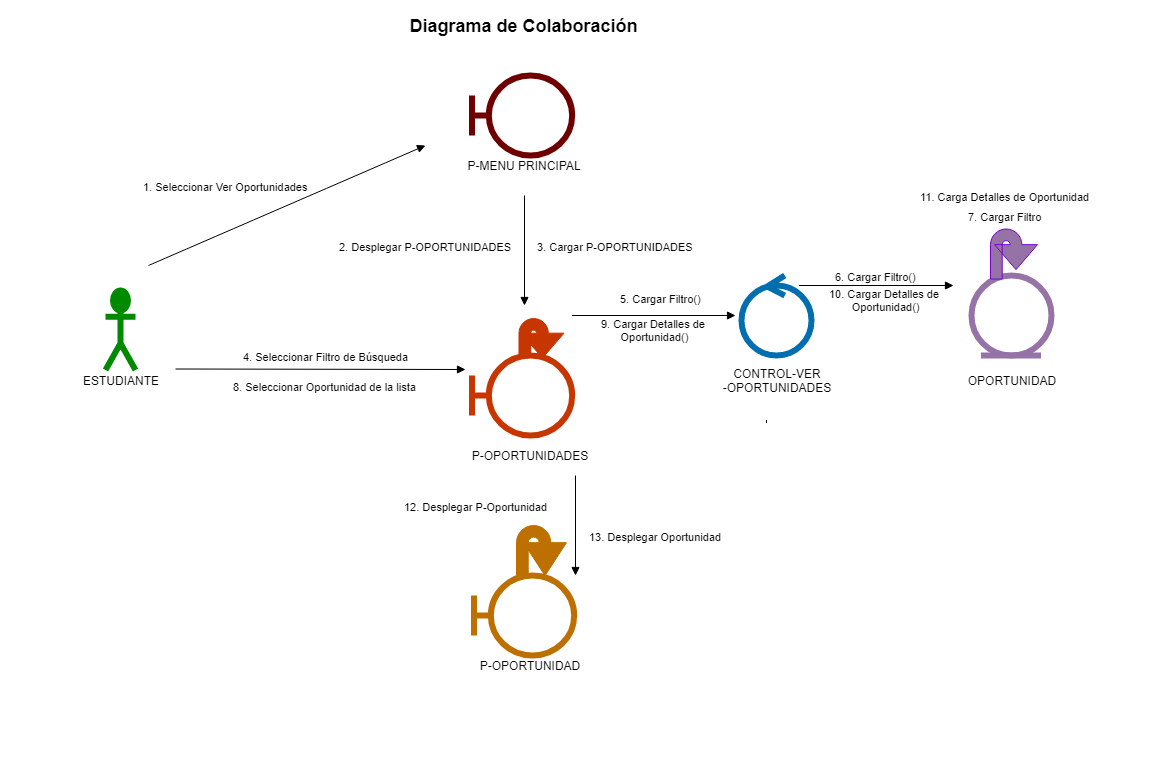 Diagrama de Colaboración
P-MENU PRINCIPAL
1. Seleccionar Ver Oportunidades
11. Carga Detalles de Oportunidad
7. Cargar Filtro
2. Desplegar P-OPORTUNIDADES
3. Cargar P-OPORTUNIDADES
6. Cargar Filtro()
10. Cargar Detalles de
Oportunidad()
5. Cargar Filtro()
9. Cargar Detalles de
Oportunidad()
4. Seleccionar Filtro de Búsqueda
8. Seleccionar Oportunidad de la lista
ESTUDIANTE
CONTROL-VER
-OPORTUNIDADES
OPORTUNIDAD
P-OPORTUNIDADES
12. Desplegar P-Oportunidad
13. Desplegar Oportunidad
P-OPORTUNIDAD